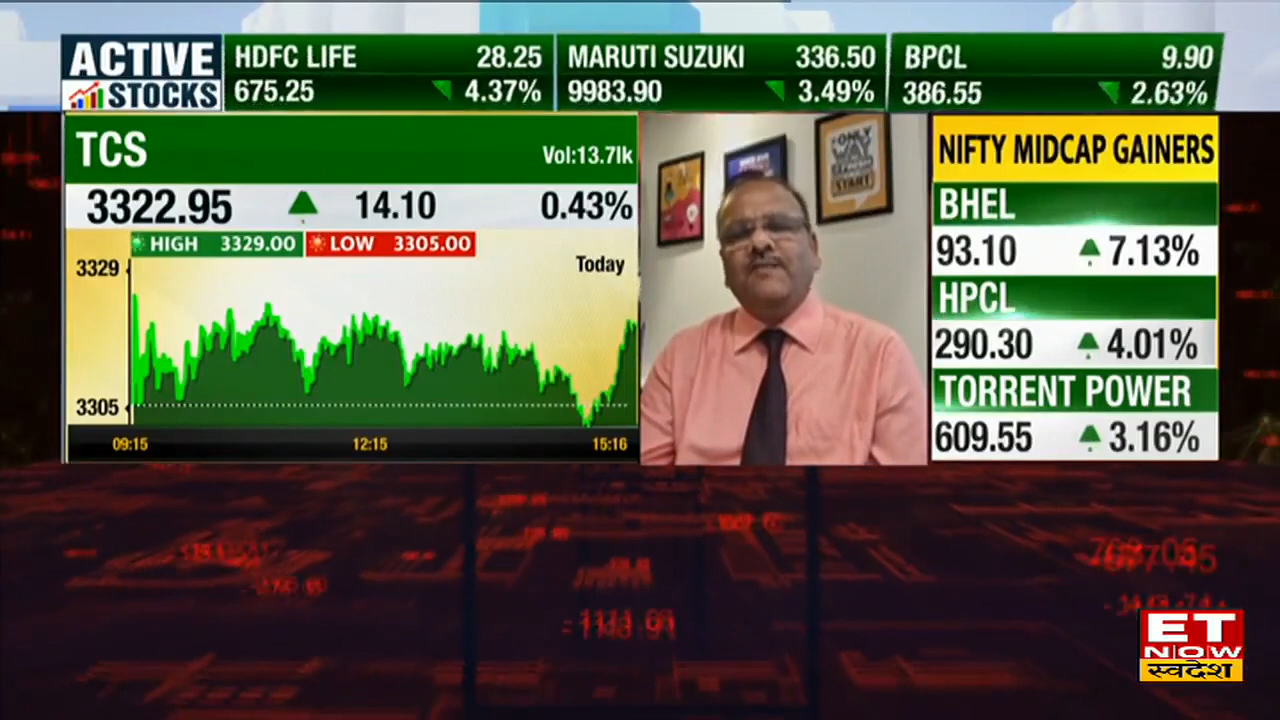 ACTIVE
STOCKS
HDFC LIFE 28.25
675.25 4.37%
MARUTI SUZUKI 336.50
9983.90 3.49%
BPCL 9.90
386.55 2.63%
TCS Vol:13.7lk
3322.95 14.10 0.43%
HIGH 3329.00 LOW 3305.00
Today
3329
3305
09:15 12:15 15:16
ONLY
WAY
START
NIFTY MIDCAP GAINERS
BHEL
93.10 7.13%
HPCL
290.30 4.01%
TORRENT POWER
609.55 3.16%
ET
NOW
स्वदेश